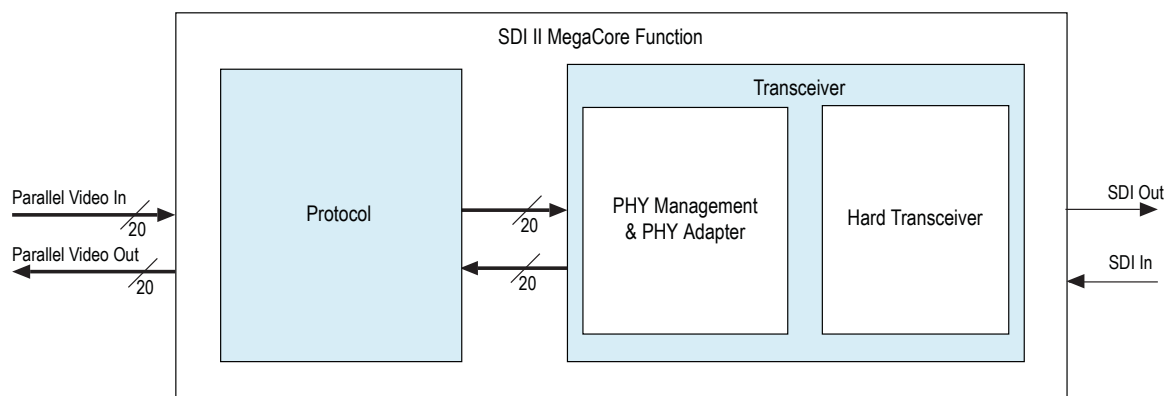 SDI II MegaCore Function
Transceiver
Parallel Video In
20
Parallel Video Out
20
Protocol
20
20
PHY Management
& PHY Adapter
Hard Transceiver
SDI Out
SDI In